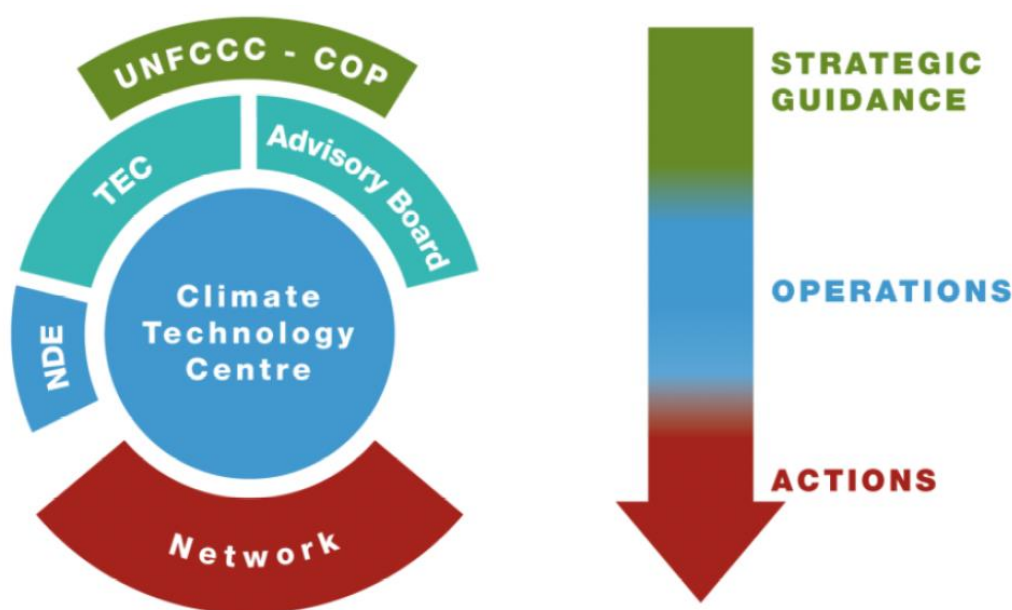 UNFCCC - COP
TEC
Advisory Board
NDE
Climate
Technology
Centre
Network
STRATEGIC
GUIDANCE
OPERATIONS
ACTIONS